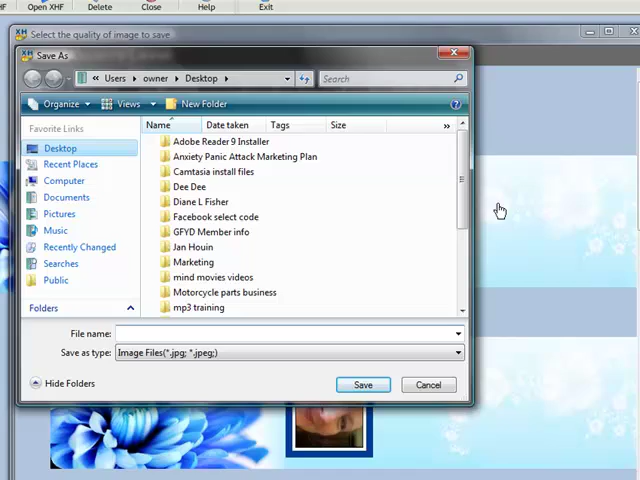 HF Open XHF Delete Close Help Exit
Select the quality of image to save
Save As
Users owner Desktop Search
Organize Views New Folder
Favorite Links
Desktop
Recent Places
Computer
Documents
Pictures
Music
Recently Changed
Searches
Public
Folders
Name Date taken Tags Size
Adobe Reader 9 Installer
Anxiety Panic Attack Marketing Plan
Camtasia install files
Dee Dee
Diane L Fisher
Facebook select code
GFYD Member info
Jan Houin
Marketing
mind movies videos
Motorcycle parts business
mp3 training
File name:
Save as type: Image Files(*.jpg; *.jpeg;)
Hide Folders Save Cancel